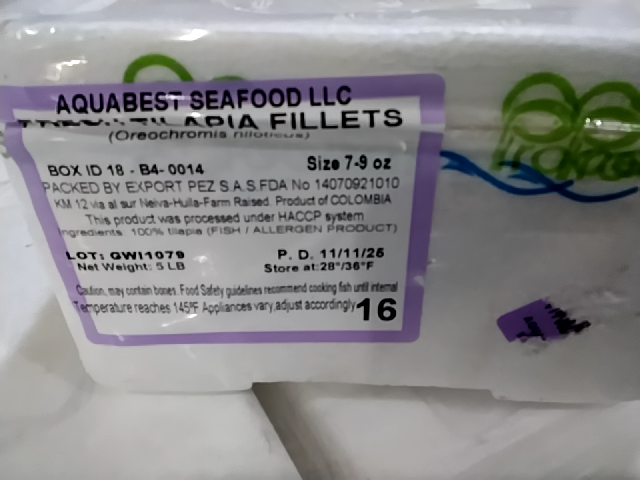 AQUABEST SEAFOOD LLC
TILAPIA FILLETS
(Oreochromis niloticus)
BOX ID 18 - B4- 0014
Size 7-9 oz
PACKED BY EXPORT PEZ S.A.S.FDA No 14070921010
KM 12 via al sur Neiva-Huila-Farm Raised. Product of COLOMBIA
This product was processed under HACCP system
Ingredients: 100% tilapia (FISH / ALLERGEN PRODUCT)
LOT: GWI1079
P. D. 11/11/25
Net Weight: 5 LB
Store at:28°/36°F
Caution, may contain bones. Food Safety guidelines recommend cooking fish until internal
Temperature reaches 145ºF Appliances vary,adjust accordingly
16